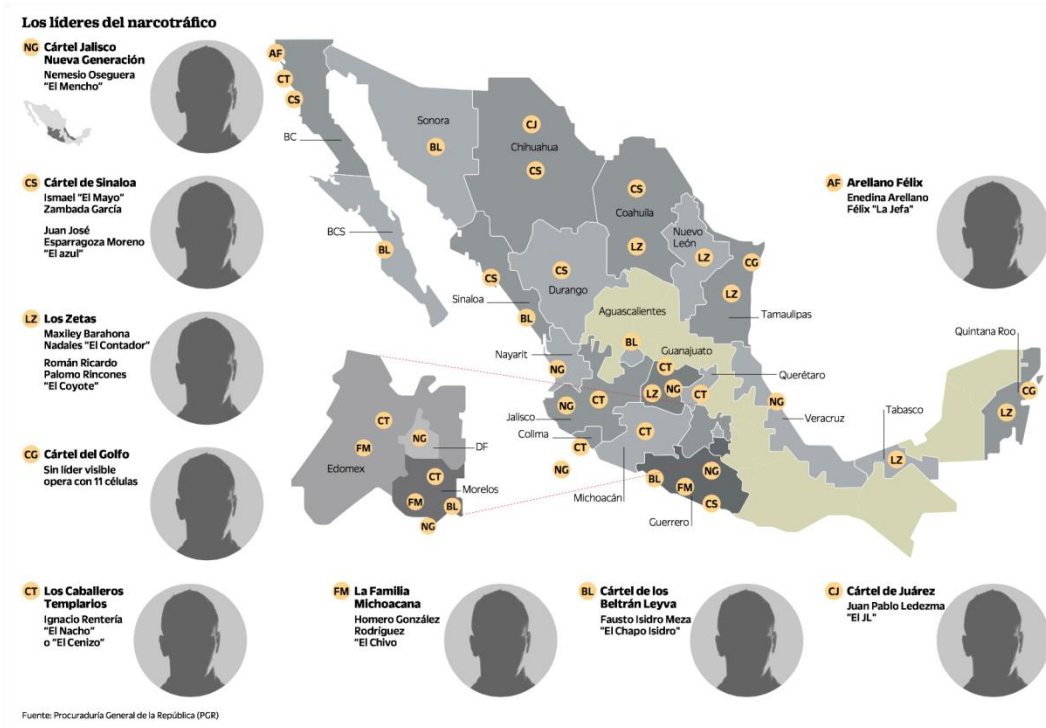 Los líderes del narcotráfico
NG Cártel Jalisco
Nueva Generación
Nemesio Oseguera
"El Mencho"
CS Cártel de Sinaloa
Ismael "El Mayo"
Zambada García
Juan José
Esparragoza Moreno
"El azul"
LZ Los Zetas
Maxiley Barahona
Nadales "El Contador"
Román Ricardo
Palomo Rincones
"El Coyote"
CG Cártel del Golfo
Sin líder visible
opera con 11 células
AF
CT
CS
BC
Sonora
BL
CJ
Chihuahua
CS
BCS
BL
CS
Coahuila
LZ
Nuevo
León
LZ
CG
LZ
Tamaulipas
CS
Durango
CS
Sinaloa
BL
Aguascalientes
BL
Nayarit
NG
Guanajuato
CT
LZ
NG
CT
Querétaro
NG
CT
Jalisco
Colima
CT
NG
CT
Michoacán
BL
FM
NG
CS
Guerrero
NG
Veracruz
Tabasco
LZ
Quintana Roo
CG
LZ
CT
FM
NG
DF
Edomex
CT
Morelos
FM
BL
NG
AF Arellano Félix
Enedina Arellano
Félix "La Jefa"
CT Los Caballeros
Templarios
Ignacio Rentería
"El Nacho"
o "El Cenizo"
FM La Familia
Michoacana
Homero González
Rodríguez
"El Chivo
BL Cártel de los
Beltrán Leyva
Fausto Isidro Meza
"El Chapo Isidro"
CJ Cártel de Juárez
Juan Pablo Ledezma
"El JL"
Fuente: Procuraduría General de la República (PGR)